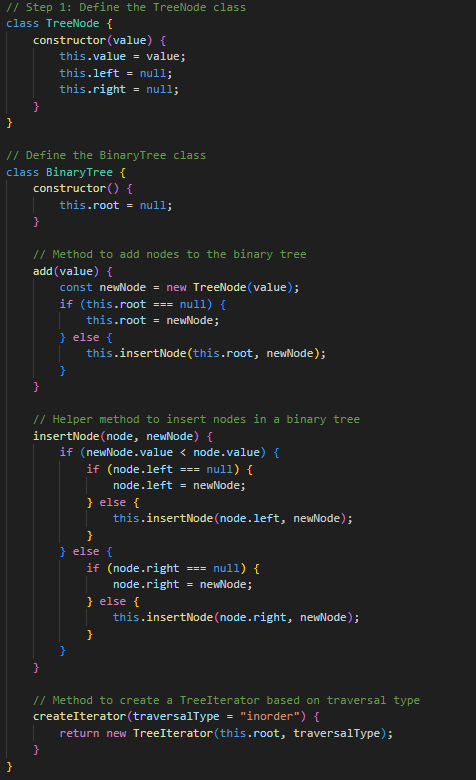 // Step 1: Define the TreeNode class
class TreeNode {
    constructor(value) {
        this.value = value;
        this.left = null;
        this.right = null;
    }
}

// Define the BinaryTree class
class BinaryTree {
    constructor() {
        this.root = null;
    }

    // Method to add nodes to the binary tree
    add(value) {
        const newNode = new TreeNode(value);
        if (this.root === null) {
            this.root = newNode;
        } else {
            this.insertNode(this.root, newNode);
        }
    }

    // Helper method to insert nodes in a binary tree
    insertNode(node, newNode) {
        if (newNode.value < node.value) {
            if (node.left === null) {
                node.left = newNode;
            } else {
                this.insertNode(node.left, newNode);
            }
        } else {
            if (node.right === null) {
                node.right = newNode;
            } else {
                this.insertNode(node.right, newNode);
            }
        }
    }

    // Method to create a TreeIterator based on traversal type
    createIterator(traversalType = "inorder") {
        return new TreeIterator(this.root, traversalType);
    }
}